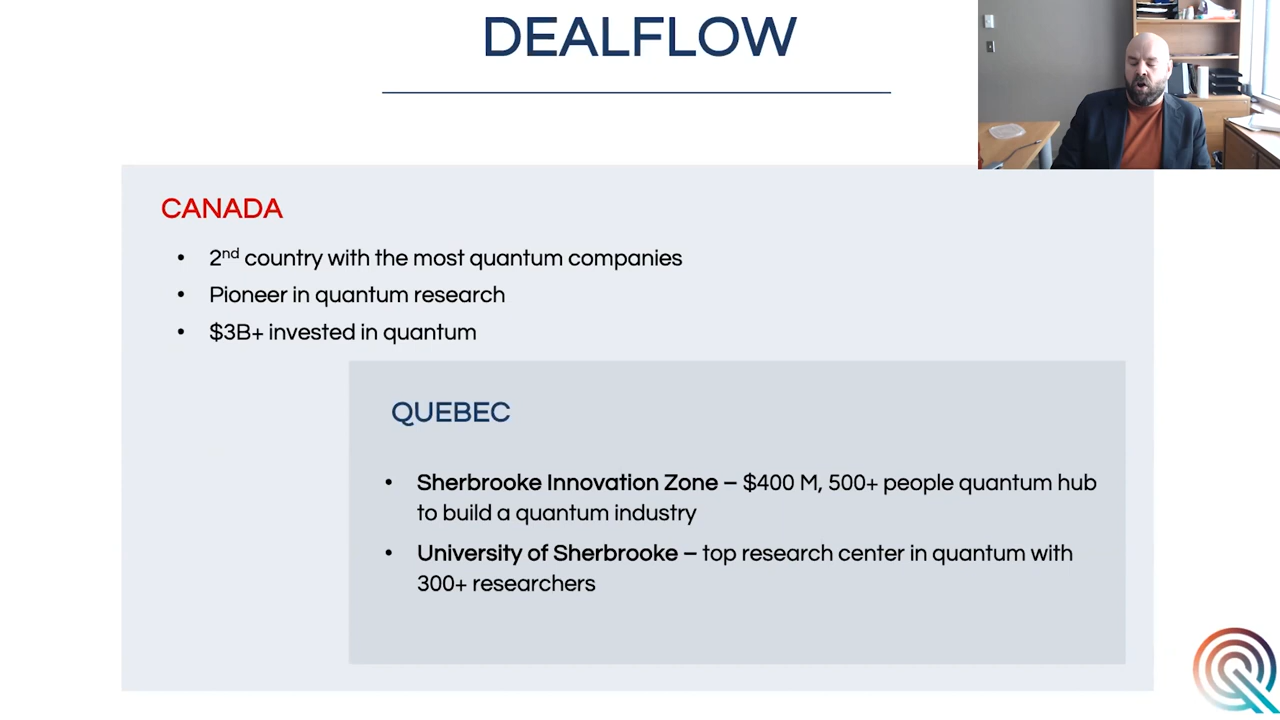 DEALFLOW
CANADA
• 2nd country with the most quantum companies
• Pioneer in quantum research
• $3B+ invested in quantum
QUEBEC
• Sherbrooke Innovation Zone – $400 M, 500+ people quantum hub
to build a quantum industry
• University of Sherbrooke – top research center in quantum with
300+ researchers